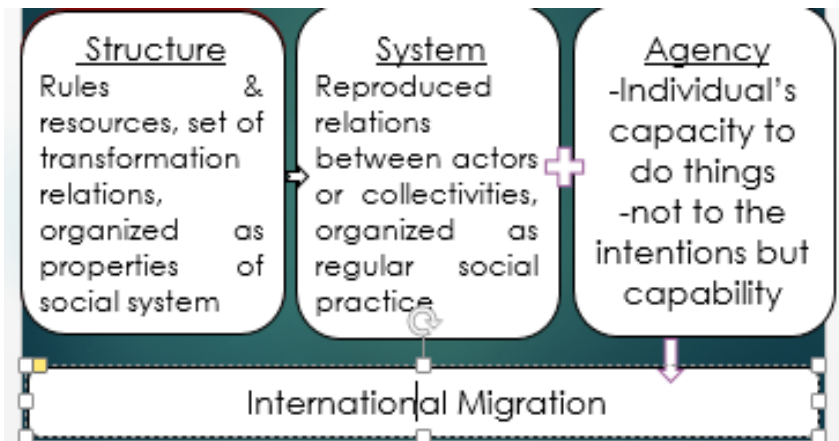 Structure
Rules &
resources, set of
transformation
relations,
organized as
properties of
social system
System
Reproduced
relations
between actors
or collectivities,
organized as
regular social
practice
Agency
-Individual's
capacity to
do things
-not to the
intentions but
capability
International Migration